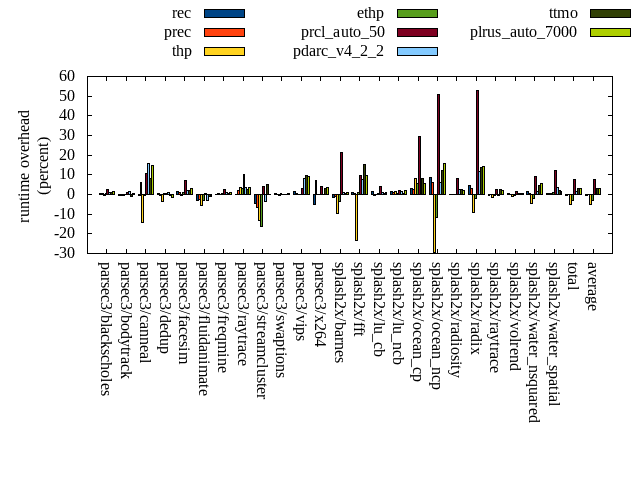 rec ethp ttmo
prec prcl_auto_50 plrus_auto_7000
thp pdarc_v4_2_2
runtime overhead
(percent)
60
50
40
30
20
10
0
-10
-20
-30
parsec3/blackscholes
parsec3/bodytrack
parsec3/canneal
parsec3/dedup
parsec3/facesim
parsec3/fluidanimate
parsec3/freqmine
parsec3/raytrace
parsec3/streamcluster
parsec3/swaptions
parsec3/vips
parsec3/x264
splash2x/barnes
splash2x/fft
splash2x/lu_cb
splash2x/lu_ncb
splash2x/ocean_cp
splash2x/ocean_ncp
splash2x/radiosity
splash2x/radix
splash2x/raytrace
splash2x/volrend
splash2x/water_nsquared
splash2x/water_spatial
total
average